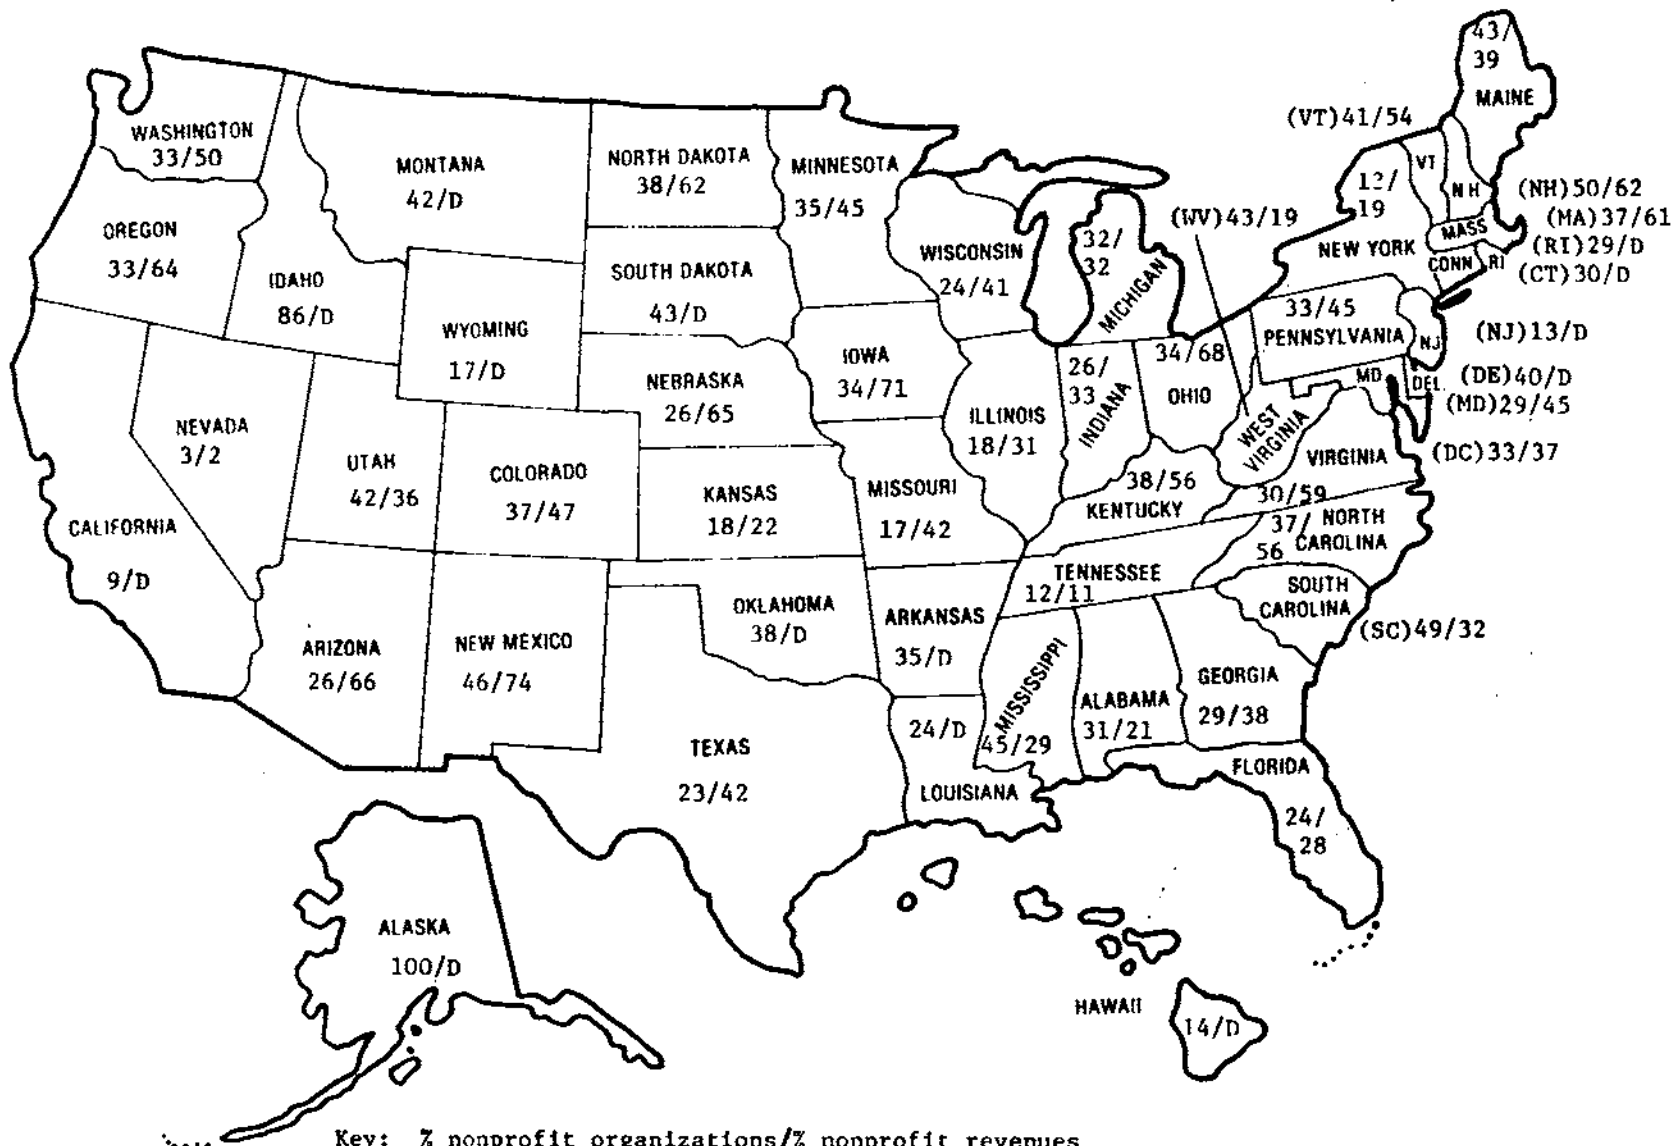 43/
39
MAINE
(VT)41/54
WASHINGTON
33/50
MONTANA
42/D
NORTH DAKOTA
38/62
MINNESOTA
35/45
VT
NH
(NH)50/62
(MA)37/61
(RI)29/D
(CT)30/D
19
NEW YORK
MASS
CONN
RI
(WV)43/19
OREGON
33/64
IDAHO
86/D
SOUTH DAKOTA
43/D
WISCONSIN
24/41
32/
32
MICHIGAN
WYOMING
17/D
33/45
PENNSYLVANIA
NJ
(NJ)13/D
IOWA
34/71
NEBRASKA
26/65
26/
33
INDIANA
34/68
OHIO
MD
DEL.
(DE)40/D
(MD)29/45
(DC)33/37
NEVADA
3/2
UTAH
42/36
COLORADO
37/47
KANSAS
18/22
MISSOURI
17/42
ILLINOIS
18/31
WEST
VIRGINIA
VIRGINIA
30/59
38/56
KENTUCKY
CALIFORNIA
9/D
37/ NORTH
56 CAROLINA
TENNESSEE
12/11
SOUTH
CAROLINA
(SC)49/32
ARIZONA
26/66
NEW MEXICO
46/74
OKLAHOMA
38/D
ARKANSAS
35/D
MISSISSIPPI
45/29
ALABAMA
31/21
GEORGIA
29/38
TEXAS
23/42
24/D
LOUISIANA
FLORIDA
24/
28
ALASKA
100/D
HAWAII
14/D
Key: % nonprofit organizations/% nonprofit revenues